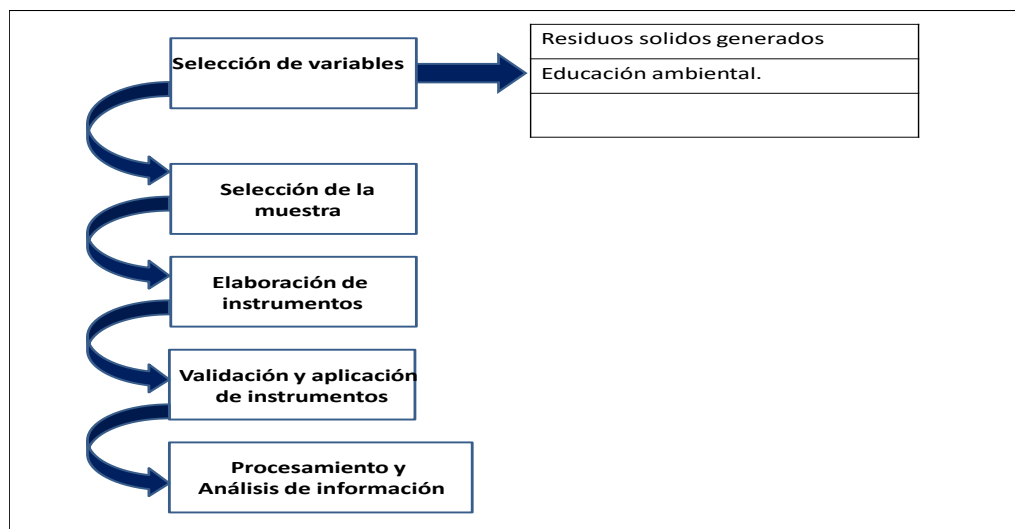 Selección de variables
Residuos solidos generados
Educación ambiental.
Selección de la
muestra
Elaboración de
instrumentos
Validación y aplicación
de instrumentos
Procesamiento y
Análisis de información